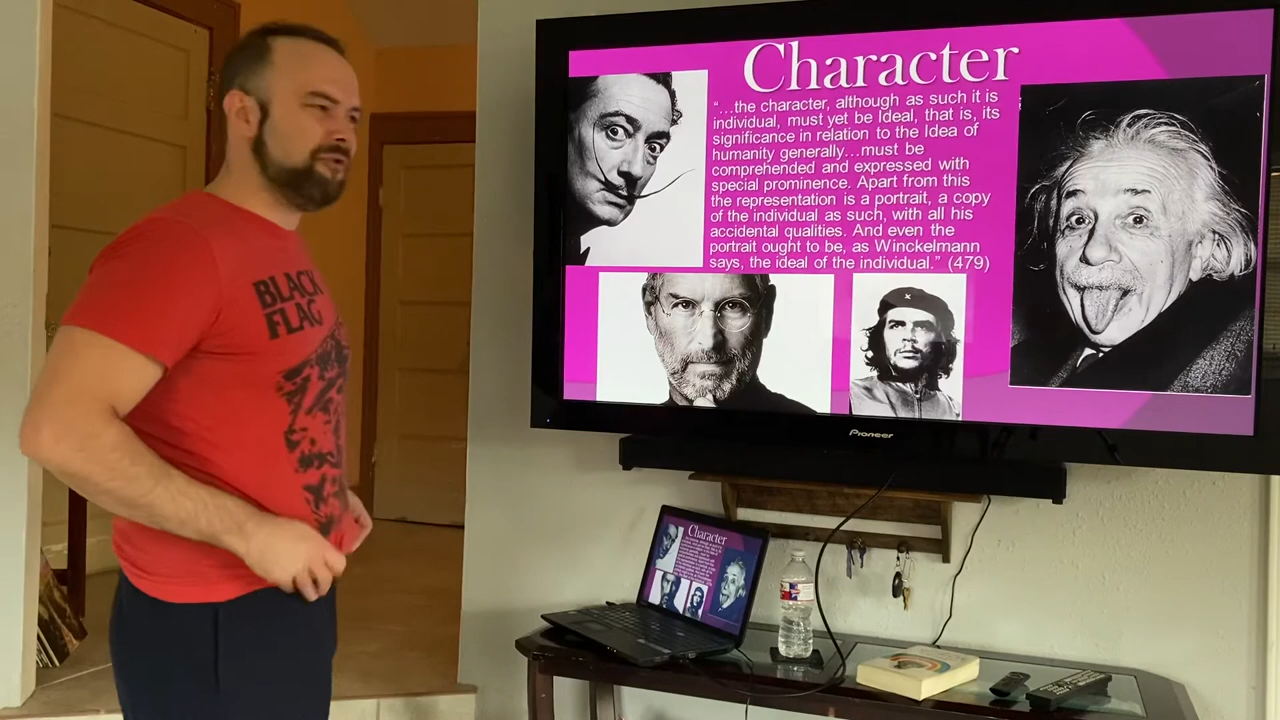 Character
“...the character, although as such it is
individual, must yet be Ideal, that is, its
significance in relation to the Idea of
humanity generally...must be
comprehended and expressed with
special prominence. Apart from this
the representation is a portrait, a copy
of the individual as such, with all his
accidental qualities. And even the
portrait ought to be, as Winckelmann
says, the ideal of the individual.” (479)
BLACK
FLAG
Pioneer
Character